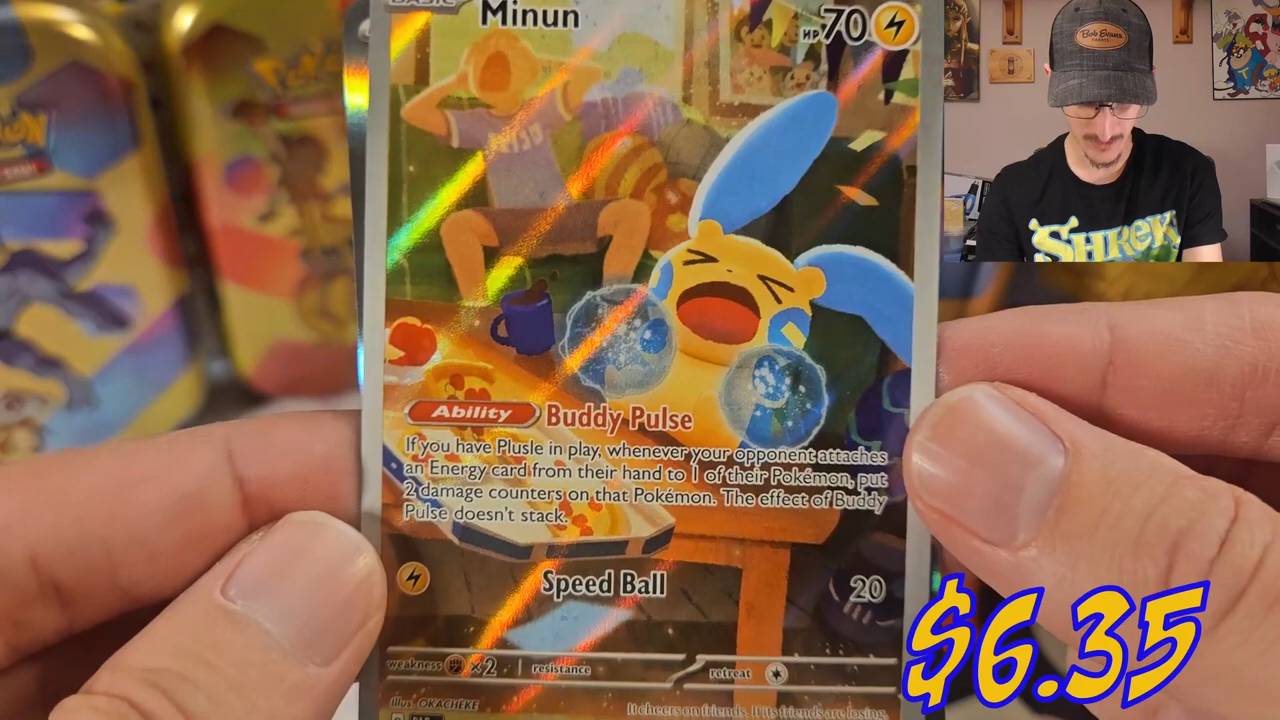 BASIC
Minun
HP 70
Bob Evans
FARMS
SHREK
Ability Buddy Pulse
If you have Plusle in play, whenever your opponent attaches
an Energy card from their hand to 1 of their Pokémon, put
2 damage counters on that Pokémon. The effect of Buddy
Pulse doesn't stack.
Speed Ball 20
weakness ×2 resistance retreat
Illus. OKACHEKE
It cheers on friends. If its friends are losing,
$6.35